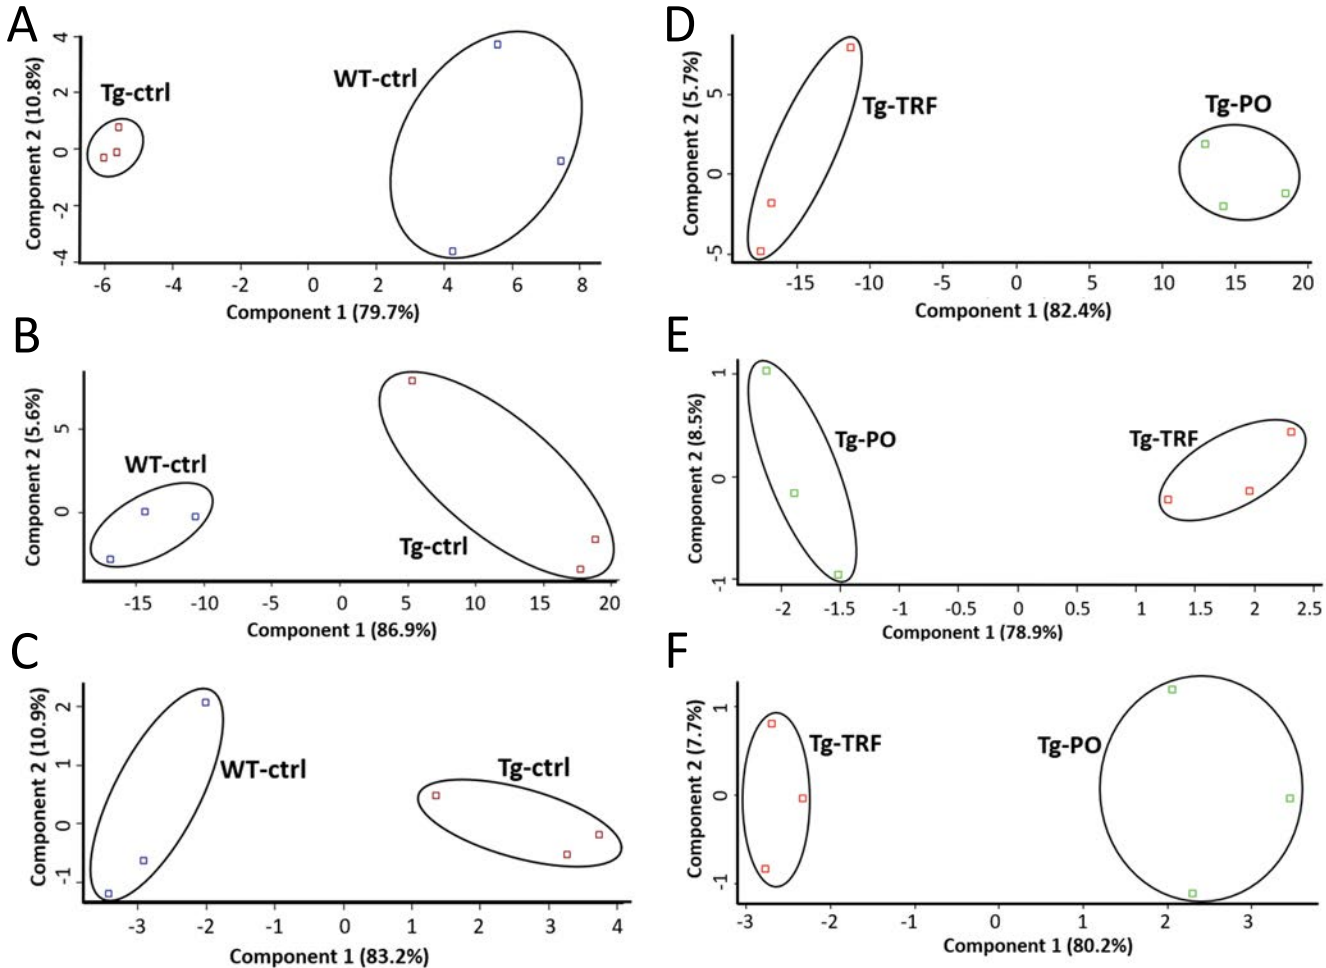 A
Component 2 (10.8%)
4
2
0
-2
-4
Tg-ctrl
WT-ctrl
-6 -4 -2 0 2 4 6 8
Component 1 (79.7%)
B
Component 2 (5.6%)
5
0
WT-ctrl
Tg-ctrl
-15 -10 -5 0 5 10 15 20
Component 1 (86.9%)
C
Component 2 (10.9%)
2
1
0
-1
WT-ctrl
Tg-ctrl
-3 -2 -1 0 1 2 3 4
Component 1 (83.2%)
D
Component 2 (5.7%)
5
0
-5
Tg-TRF
Tg-PO
-15 -10 -5 0 5 10 15 20
Component 1 (82.4%)
E
Component 2 (8.5%)
1
0
-1
Tg-PO
Tg-TRF
-2 -1.5 -1 -0.5 0 0.5 1 1.5 2 2.5
Component 1 (78.9%)
F
Component 2 (7.7%)
1
0
-1
Tg-TRF
Tg-PO
-3 -2 -1 0 1 2 3
Component 1 (80.2%)